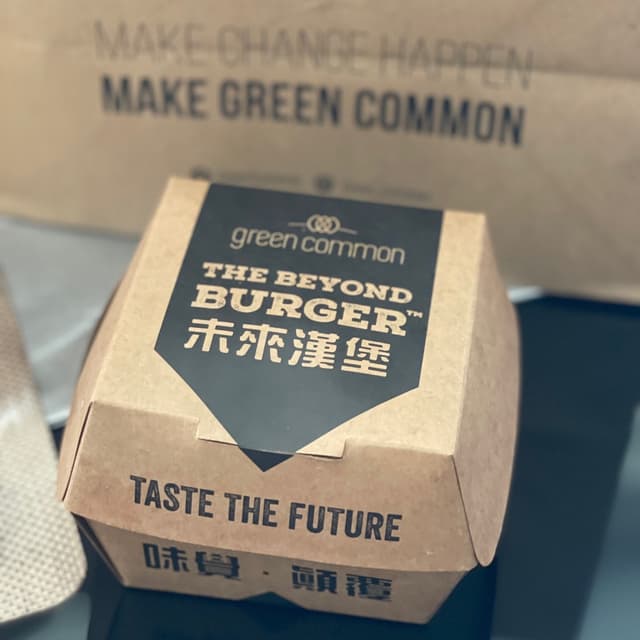 MAKE CHANGE HAPPEN
MAKE GREEN COMMON
green common
THE BEYOND
BURGER™
未來漢堡
TASTE THE FUTURE
味覺·顛覆